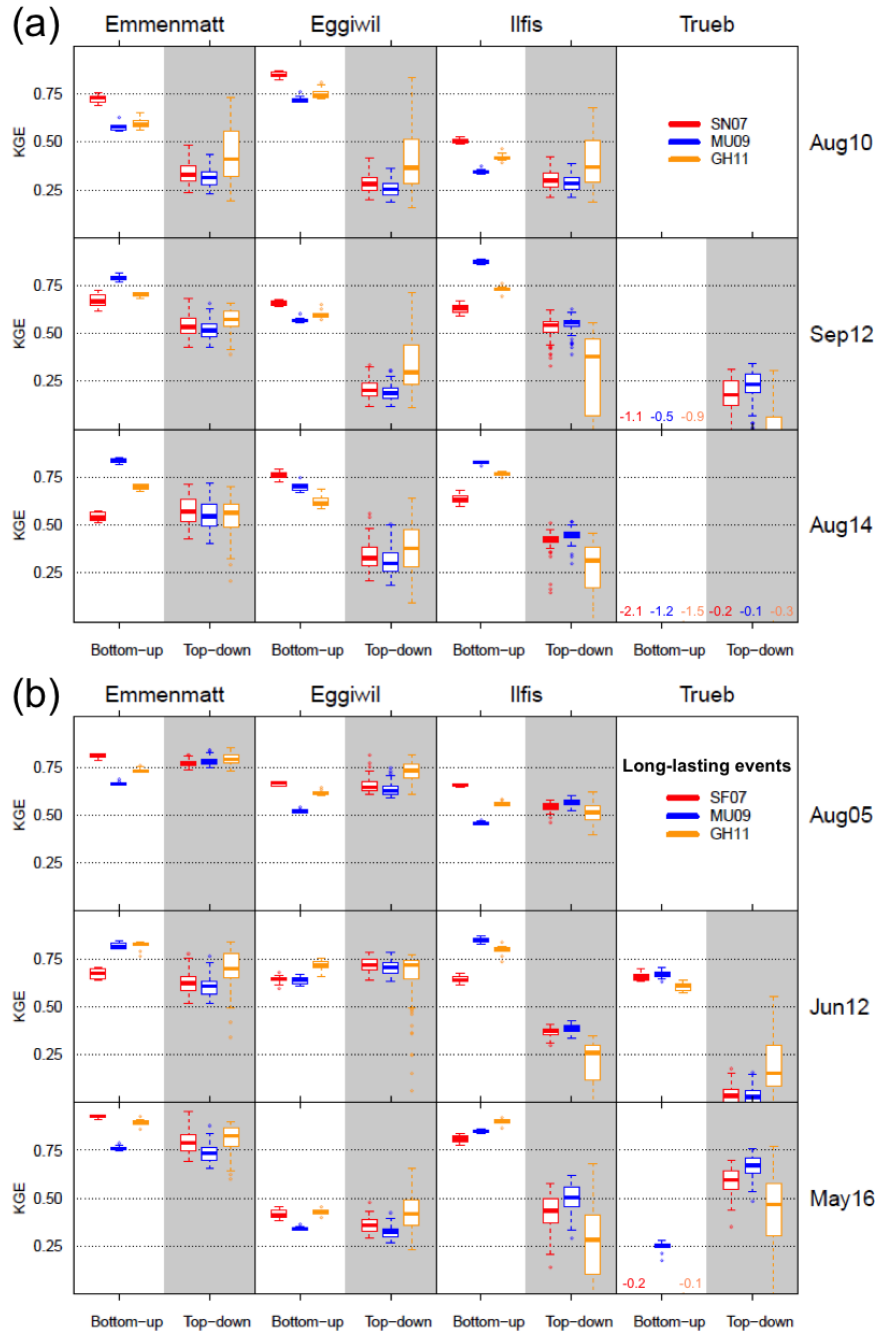 (a)
Emmenmatt Eggiwil Ilfis Trueb
KGE 0.75 0.50 0.25
SN07
MU09
GH11
Aug10
KGE 0.75 0.50 0.25
-1.1 -0.5 -0.9
Sep12
KGE 0.75 0.50 0.25
-2.1 -1.2 -1.5 -0.2 -0.1 -0.3
Aug14
Bottom-up Top-down Bottom-up Top-down Bottom-up Top-down Bottom-up Top-down
(b)
Emmenmatt Eggiwil Ilfis Trueb
KGE 0.75 0.50 0.25
Long-lasting events
SF07
MU09
GH11
Aug05
KGE 0.75 0.50 0.25
Jun12
KGE 0.75 0.50 0.25
-0.2 -0.1
May16
Bottom-up Top-down Bottom-up Top-down Bottom-up Top-down Bottom-up Top-down